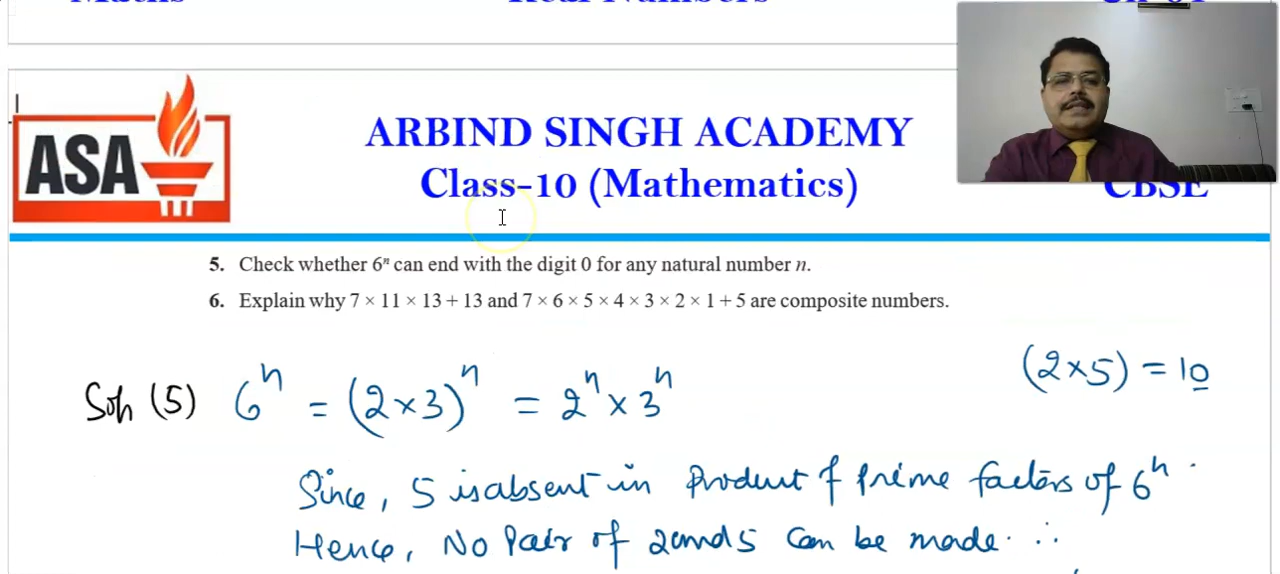 ARBIND SINGH ACADEMY
ASA
Class-10 (Mathematics)
CBSE
5. Check whether 6ⁿ can end with the digit 0 for any natural number n.
6. Explain why 7 × 11 × 13 + 13 and 7 × 6 × 5 × 4 × 3 × 2 × 1 + 5 are composite numbers.
(2×5) = 10
Soln (5) 6ⁿ = (2×3)ⁿ = 2ⁿ × 3ⁿ
Since, 5 is absent in Product of prime factors of 6ⁿ.
Hence, No Pair of 2 and 5 can be made. ∴